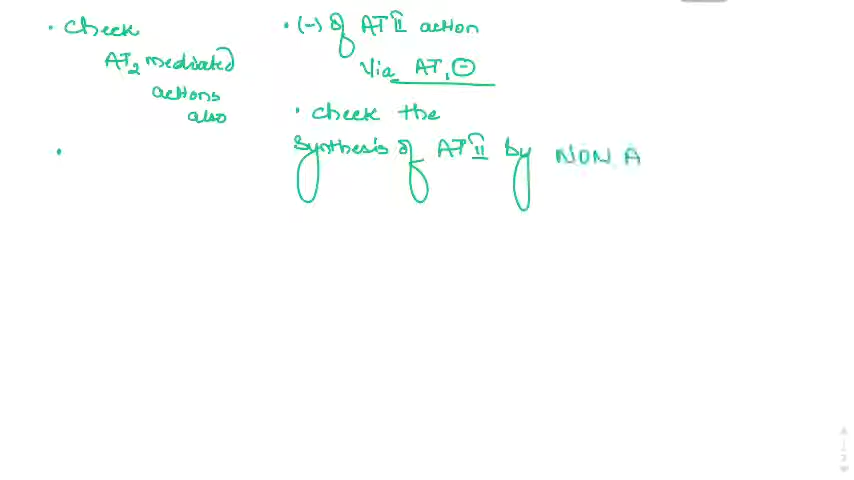 • Check
AT₂ mediated
actions
also
•
• (-) of AT II action
via AT₁ ⊖
• check the
synthesis of AT II by NON A